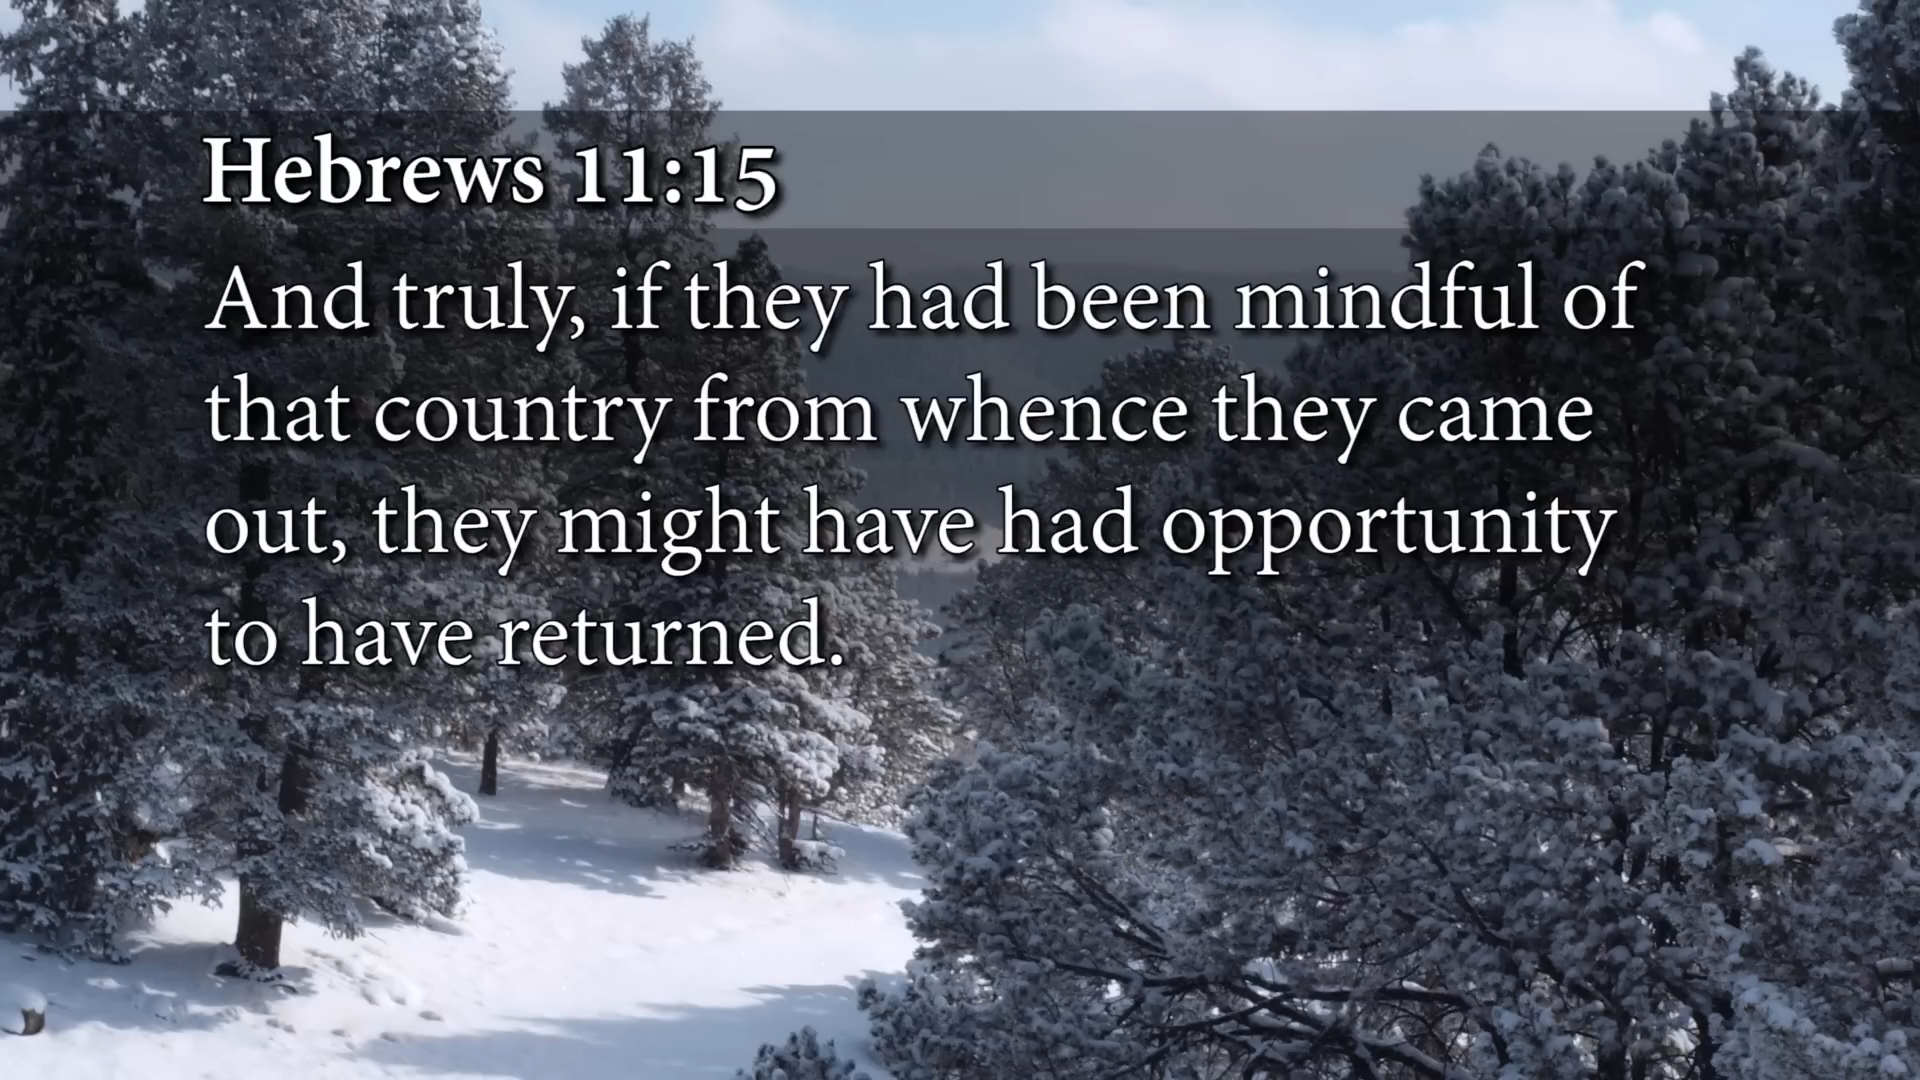 Hebrews 11:15
And truly, if they had been mindful of
that country from whence they came
out, they might have had opportunity
to have returned.